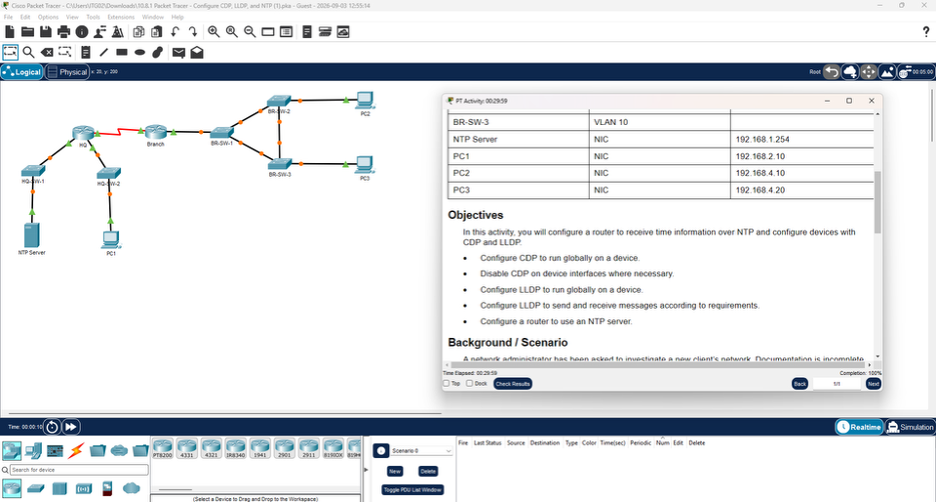 Cisco Packet Tracer - C:\Users\ITG02\Downloads\10.8.1 Packet Tracer - Configure CDP, LLDP, and NTP (1).pka - Guest - 2026-09-03 12:55:14
File Edit Options View Tools Extensions Window Help
Logical Physical x: 20, y: 200 Root 00:05:00
PT Activity: 00:29:59
BR-SW-3 VLAN 10
NTP Server NIC 192.168.1.254
PC1 NIC 192.168.2.10
PC2 NIC 192.168.4.10
PC3 NIC 192.168.4.20
Objectives
In this activity, you will configure a router to receive time information over NTP and configure devices with
CDP and LLDP.
• Configure CDP to run globally on a device.
• Disable CDP on device interfaces where necessary.
• Configure LLDP to run globally on a device.
• Configure LLDP to send and receive messages according to requirements.
• Configure a router to use an NTP server.
Background / Scenario
A network administrator has been asked to investigate a new client's network. Documentation is incomplete
Time Elapsed: 00:29:59 Completion: 100%
Top Dock Check Results Back 1/1 Next
PC2
BR-SW-2
HQ
Branch
BR-SW-1
BR-SW-3
PC3
HQ-SW-1
HQ-SW-2
NTP Server
PC1
Time: 00:00:10 Realtime Simulation
PT8200 4331 4321 IR8340 1941 2901 2911 819IOX
Search for device
(Select a Device to Drag and Drop to the Workspace)
Scenario 0
New Delete
Toggle PDU List Window
Fire Last Status Source Destination Type Color Time(sec) Periodic Num Edit Delete